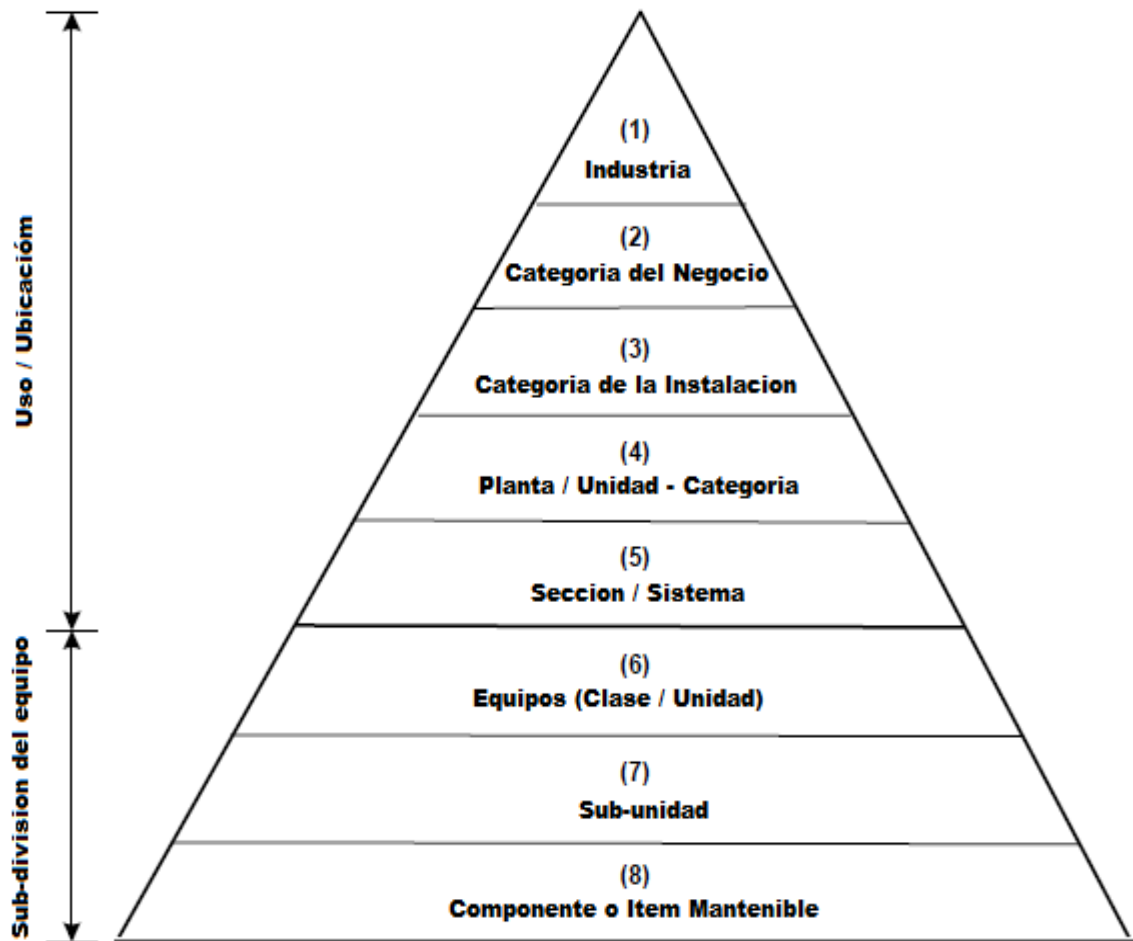 (1)
Industria
(2)
Categoria del Negocio
(3)
Categoria de la Instalacion
(4)
Planta / Unidad - Categoria
(5)
Seccion / Sistema
(6)
Equipos (Clase / Unidad)
(7)
Sub-unidad
(8)
Componente o Item Mantenible
Uso / Ubicacióm
Sub-division del equipo